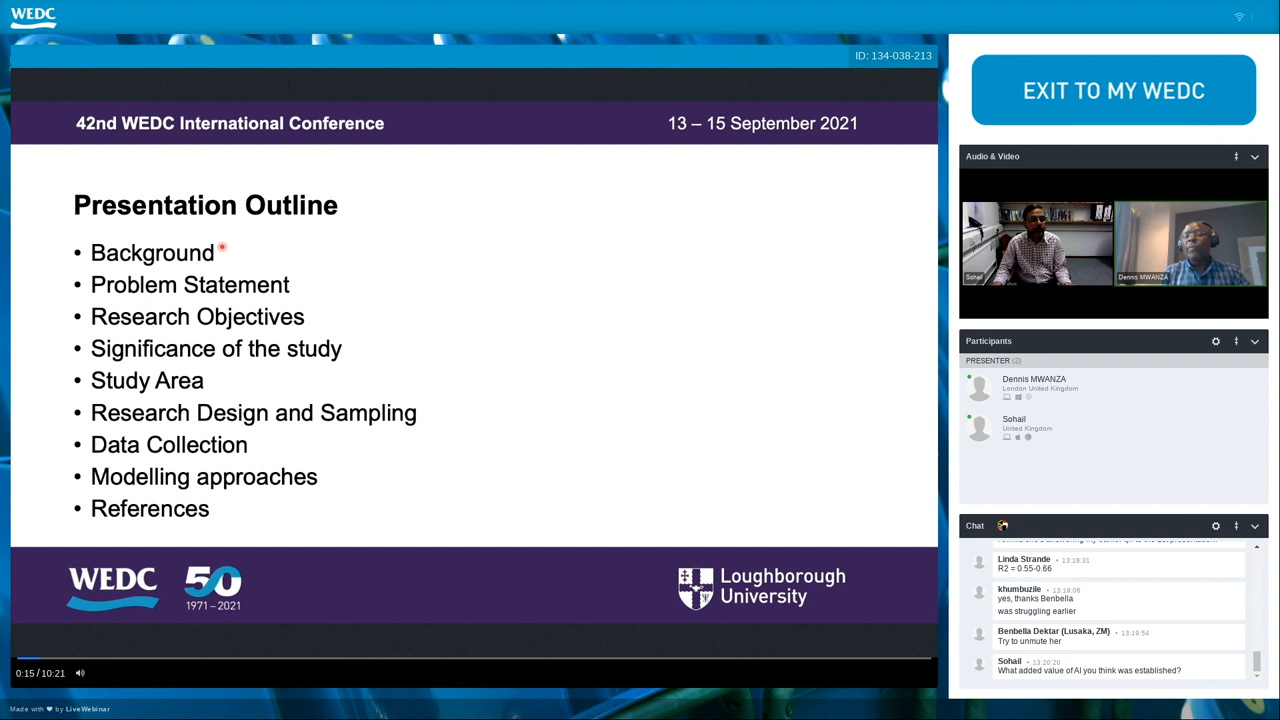 WEDC
ID: 134-038-213
42nd WEDC International Conference
13 – 15 September 2021
Presentation Outline
• Background
• Problem Statement
• Research Objectives
• Significance of the study
• Study Area
• Research Design and Sampling
• Data Collection
• Modelling approaches
• References
WEDC
50
1971 – 2021
Loughborough
University
0:15 / 10:21
Made with ❤ by LiveWebinar
EXIT TO MY WEDC
Audio & Video
Sohail
Dennis MWANZA
Participants
PRESENTER (2)
Dennis MWANZA
London United Kingdom
Sohail
United Kingdom
Chat
Linda Strande • 13:18:31
R2 = 0.55-0.66
khumbuzile • 13:19:06
yes, thanks Benbella
was struggling earlier
Benbella Dektar (Lusaka, ZM) • 13:19:54
Try to unmute her
Sohail • 13:20:20
What added value of AI you think was established?